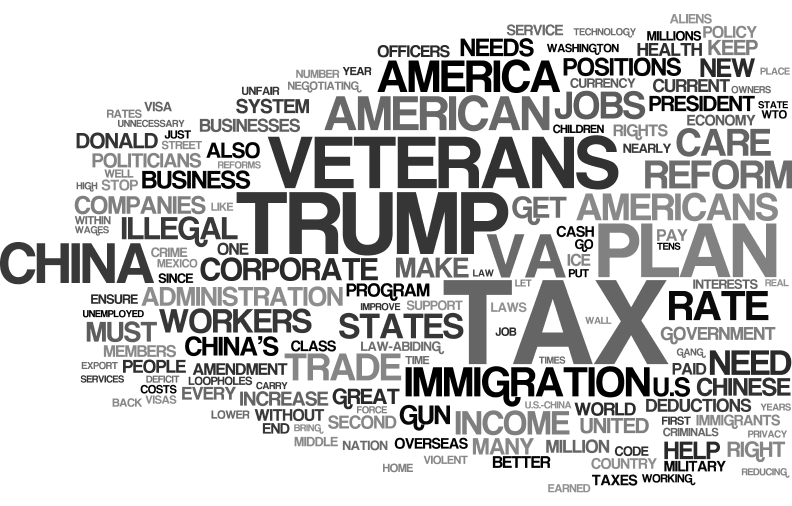 ALIENS
SERVICE TECHNOLOGY MILLIONS POLICY
OFFICERS NEEDS WASHINGTON HEALTH KEEP
NUMBER YEAR AMERICA POSITIONS NEW PLACE
UNFAIR NEGOTIATING CURRENCY CURRENT OWNERS
VISA SYSTEM AMERICAN JOBS PRESIDENT STATE
RATES WTO
UNNECESSARY BUSINESSES CHILDREN RIGHTS ECONOMY
DONALD JUST STREET ALSO VETERANS NEARLY CARE
POLITICIANS REFORMS
WELL
HIGH STOP BUSINESS REFORM
COMPANIES LIKE TRUMP GET AMERICANS
WITHIN ILLEGAL CASH PAY
WAGES GO TENS
CHINA CRIME ONE VA ICE PLAN
MEXICO
SINCE CORPORATE MAKE LAW PUT
LET INTERESTS REAL
ENSURE ADMINISTRATION PROGRAM TAX RATE
UNEMPLOYED IMPROVE SUPPORT LAWS
MUST WORKERS STATES JOB WALL GOVERNMENT
MEMBERS CHINA'S CLASS LAW-ABIDING GANG
EXPORT PEOPLE AMENDMENT TRADE TIME TIMES PAID NEED
SERVICES DEFICIT LOOPHOLES CARRY IMMIGRATION U.S CHINESE
COSTS
BACK VISAS EVERY INCREASE GREAT U.S.-CHINA WORLD DEDUCTIONS YEARS
LOWER WITHOUT FORCE SECOND GUN INCOME UNITED FIRST IMMIGRANTS
END BRING CRIMINALS PRIVACY
MIDDLE NATION OVERSEAS MANY MILLION CODE HELP RIGHT
HOME VIOLENT BETTER COUNTRY MILITARY REDUCING
EARNED TAXES WORKING